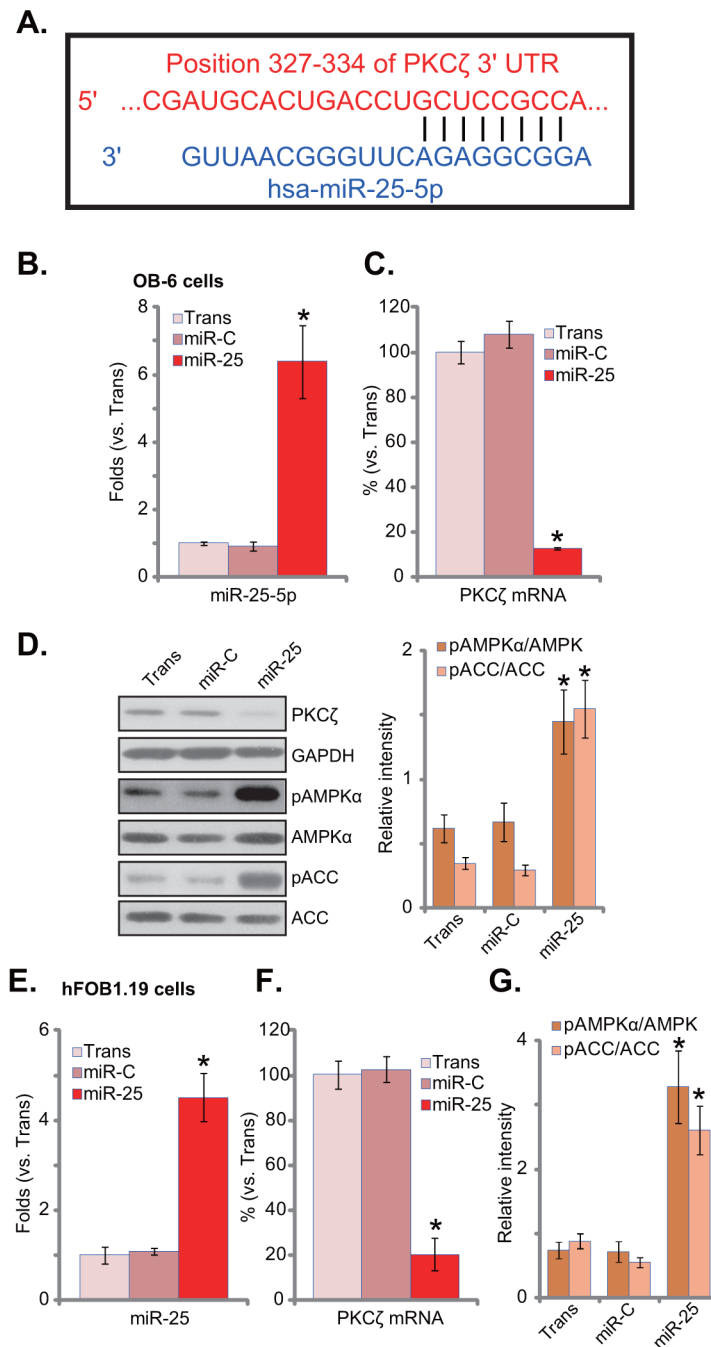 A.
Position 327-334 of PKCζ 3' UTR
5' ...CGAUGCACUGACCUGCUCCGCCA...
3' GUUAACGGGUUCAGAGGCGGA
hsa-miR-25-5p
B.
OB-6 cells
Folds (vs. Trans)
8
6
4
2
1
0
Trans
miR-C
miR-25
*
miR-25-5p
C.
% (vs. Trans)
120
100
80
60
40
20
0
Trans
miR-C
miR-25
*
PKCζ mRNA
D.
Trans miR-C miR-25
PKCζ
GAPDH
pAMPKα
AMPKα
pACC
ACC
pAMPKα/AMPK
pACC/ACC
Relative intensity
2
1
0
* *
Trans miR-C miR-25
E.
hFOB1.19 cells
Folds (vs. Trans)
6
4
2
1
0
Trans
miR-C
miR-25
*
miR-25
F.
% (vs. Trans)
120
100
80
60
40
20
0
Trans
miR-C
miR-25
*
PKCζ mRNA
G.
pAMPKα/AMPK
pACC/ACC
Relative intensity
4
2
1
0
* *
Trans miR-C miR-25